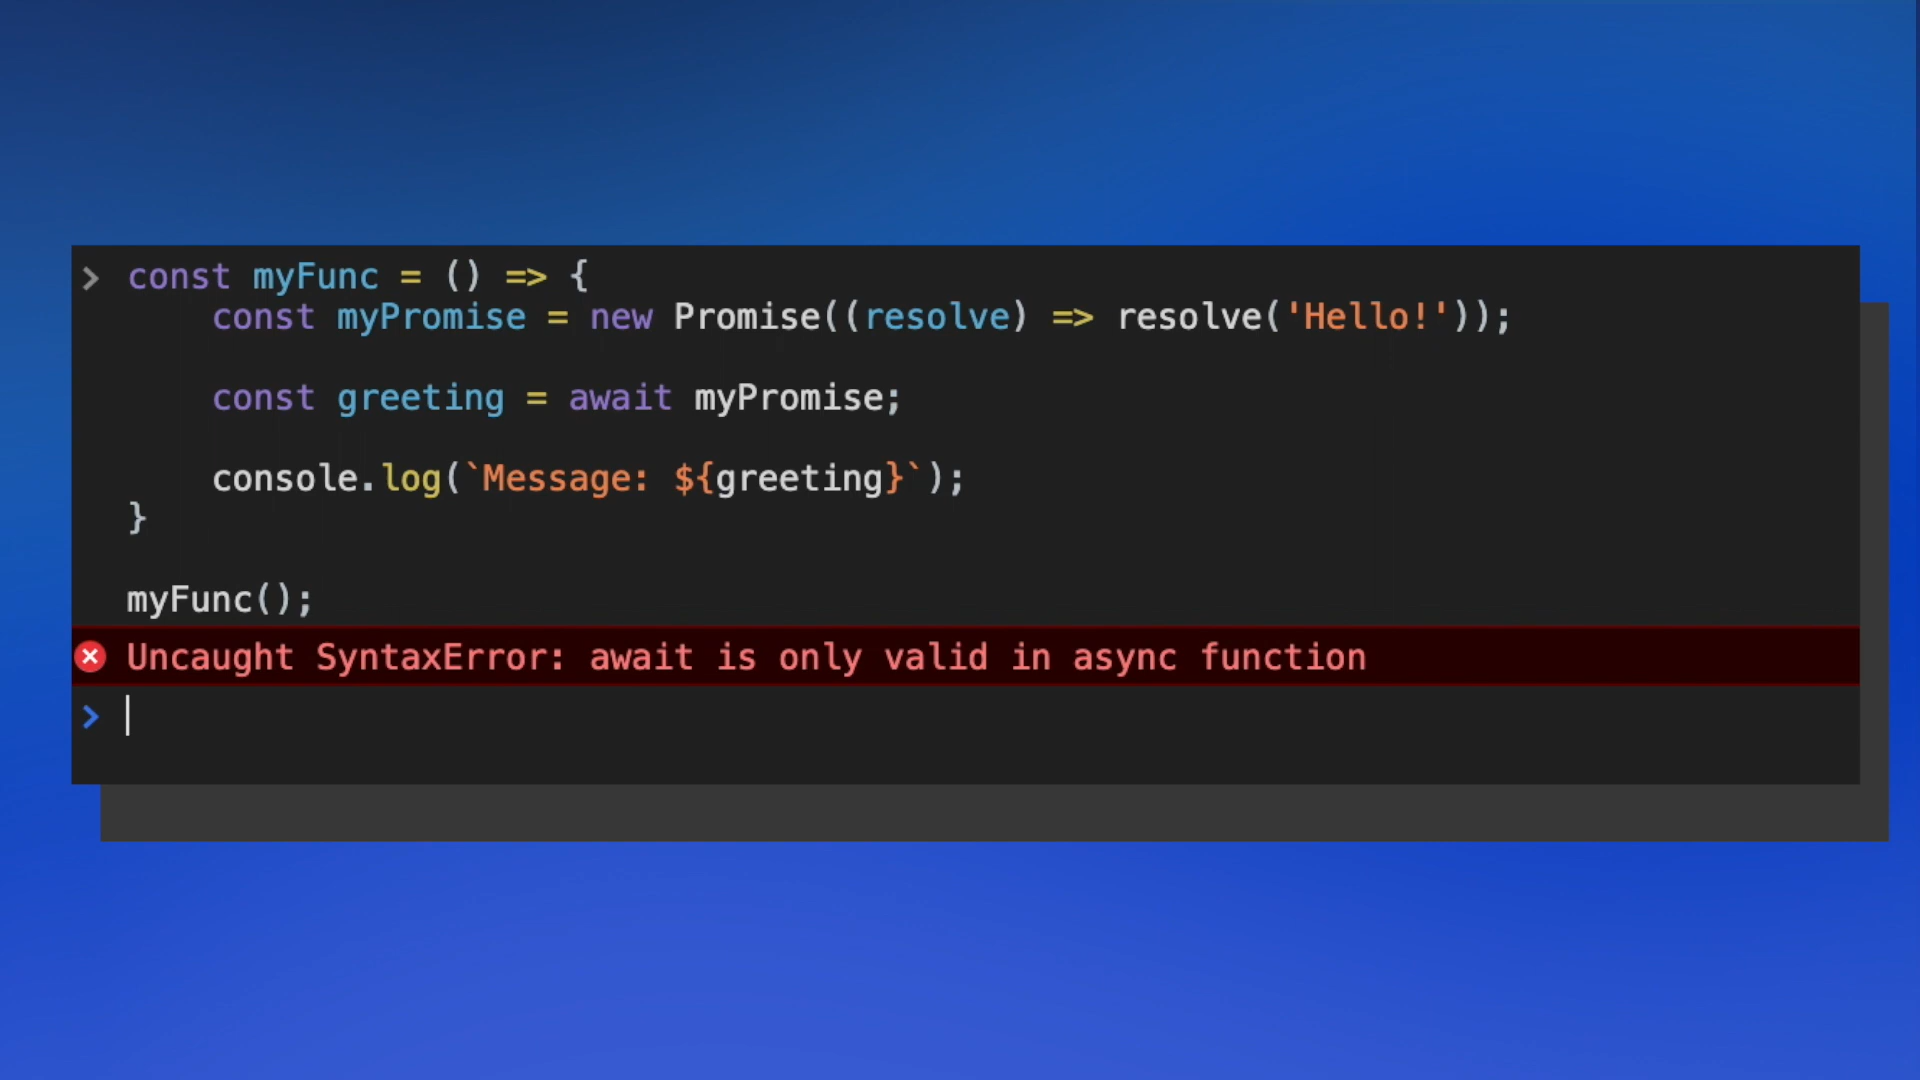 const myFunc = () => {
    const myPromise = new Promise((resolve) => resolve('Hello!'));
    const greeting = await myPromise;
    console.log(`Message: ${greeting}`);
}
myFunc();
Uncaught SyntaxError: await is only valid in async function